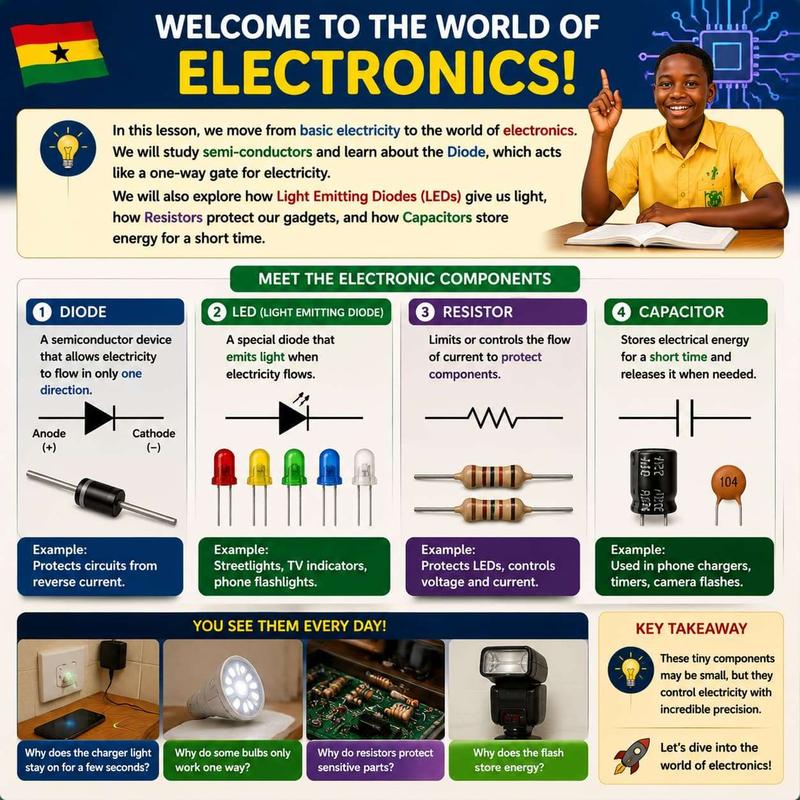 WELCOME TO THE WORLD OF
ELECTRONICS!
In this lesson, we move from basic electricity to the world of electronics.
We will study semi-conductors and learn about the Diode, which acts
like a one-way gate for electricity.
We will also explore how Light Emitting Diodes (LEDs) give us light,
how Resistors protect our gadgets, and how Capacitors store
energy for a short time.
MEET THE ELECTRONIC COMPONENTS
1 DIODE
A semiconductor device
that allows electricity
to flow in only one
direction.
Anode
(+)
Cathode
(−)
Example:
Protects circuits from
reverse current.
2 LED (LIGHT EMITTING DIODE)
A special diode that
emits light when
electricity flows.
Example:
Streetlights, TV indicators,
phone flashlights.
3 RESISTOR
Limits or controls the flow
of current to protect
components.
Example:
Protects LEDs, controls
voltage and current.
4 CAPACITOR
Stores electrical energy
for a short time and
releases it when needed.
104
Example:
Used in phone chargers,
timers, camera flashes.
YOU SEE THEM EVERY DAY!
Why does the charger light
stay on for a few seconds?
Why do some bulbs only
work one way?
Why do resistors protect
sensitive parts?
Why does the flash
store energy?
KEY TAKEAWAY
These tiny components
may be small, but they
control electricity with
incredible precision.
Let's dive into the
world of electronics!